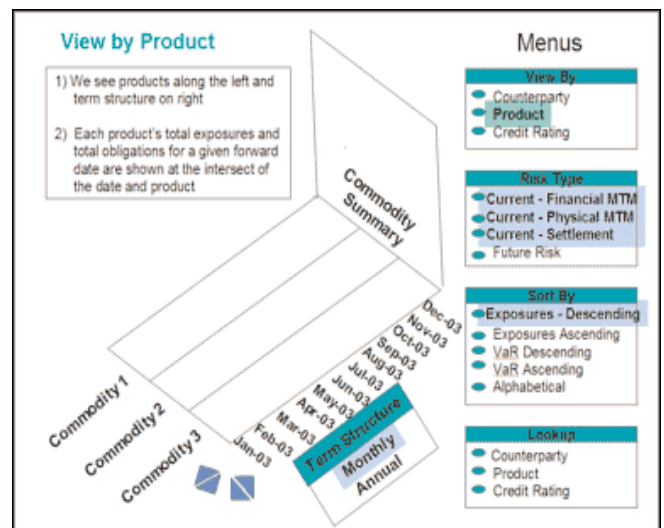 View by Product
1) We see products along the left and
term structure on right
2) Each product's total exposures and
total obligations for a given forward
date are shown at the intersect of
the date and product
Commodity
Summary
Commodity 1
Commodity 2
Commodity 3
Jan-03
Feb-03
Mar-03
Apr-03
May-03
Jun-03
Jul-03
Aug-03
Sep-03
Oct-03
Nov-03
Dec-03
Term Structure
Monthly
Annual
Menus
View By
Counterparty
Product
Credit Rating
Risk Type
Current - Financial MTM
Current - Physical MTM
Current - Settlement
Future Risk
Sort By
Exposures - Descending
Exposures Ascending
VaR Descending
VaR Ascending
Alphabetical
Lookup
Counterparty
Product
Credit Rating